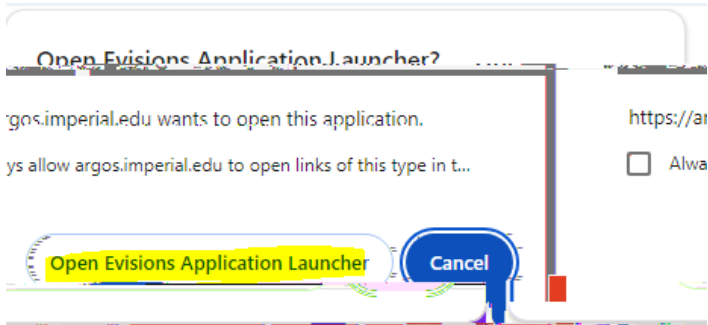 Open Evisions Application Launcher?
rgos.imperial.edu wants to open this application.
https://ar
ys allow argos.imperial.edu to open links of this type in t...
Alwa
Open Evisions Application Launcher
Cancel